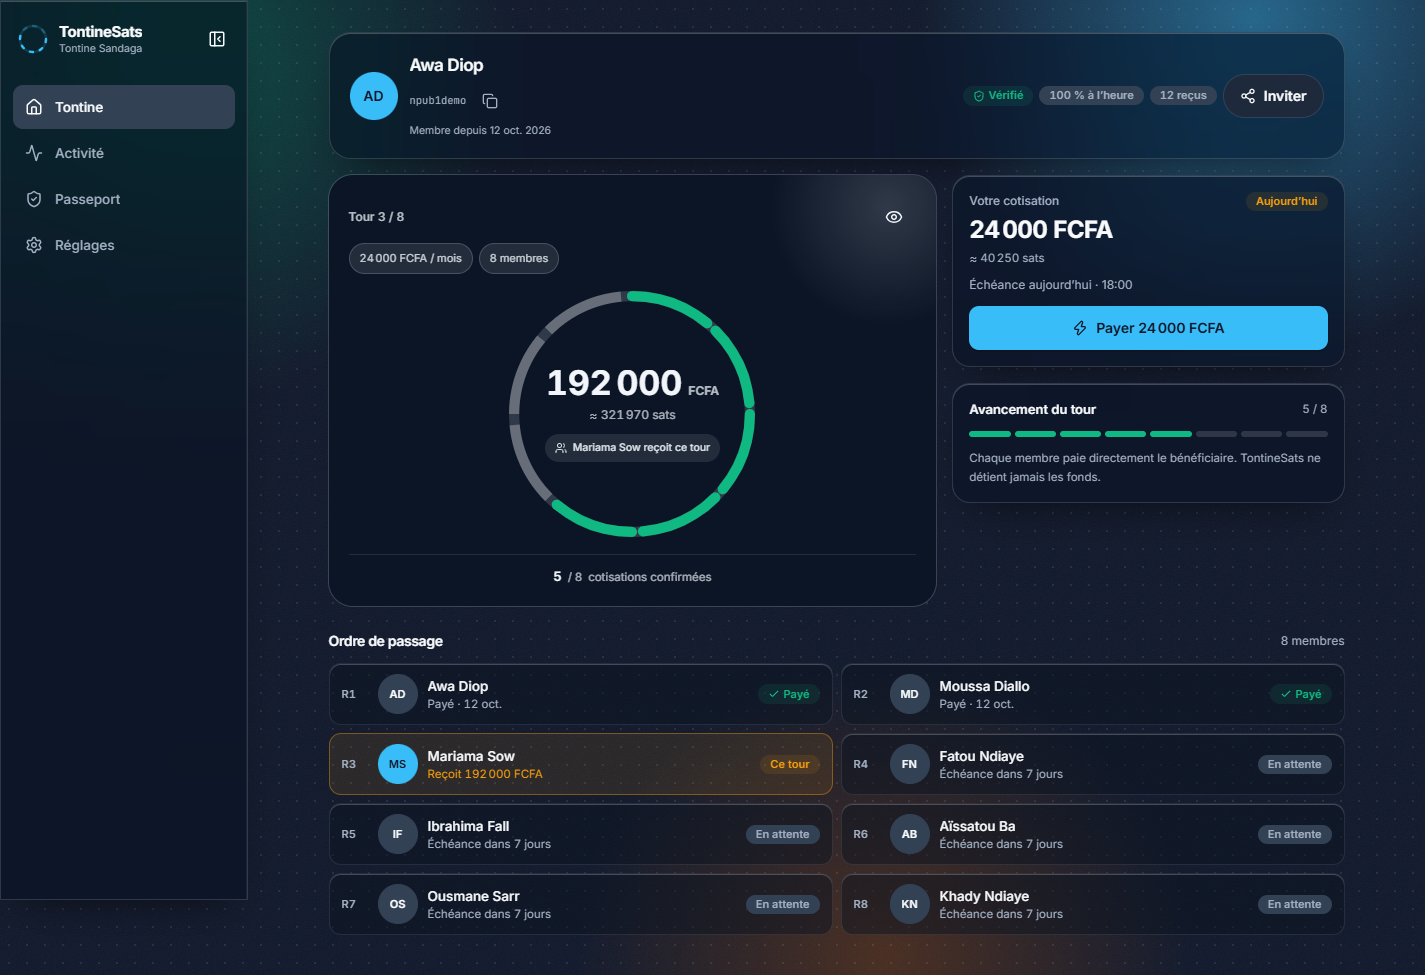 TontineSats
Tontine Sandaga
Tontine
Activité
Passeport
Réglages
Awa Diop
AD
npub1demo
Membre depuis 12 oct. 2026
Vérifié
100 % à l’heure
12 reçus
Inviter
Tour 3 / 8
24 000 FCFA / mois
8 membres
192 000 FCFA
≈ 321 970 sats
Mariama Sow reçoit ce tour
5 / 8 cotisations confirmées
Votre cotisation
Aujourd’hui
24 000 FCFA
≈ 40 250 sats
Échéance aujourd’hui · 18:00
Payer 24 000 FCFA
Avancement du tour
5 / 8
Chaque membre paie directement le bénéficiaire. TontineSats ne
détient jamais les fonds.
Ordre de passage
8 membres
R1
AD
Awa Diop
Payé · 12 oct.
Payé
R2
MD
Moussa Diallo
Payé · 12 oct.
Payé
R3
MS
Mariama Sow
Reçoit 192 000 FCFA
Ce tour
R4
FN
Fatou Ndiaye
Échéance dans 7 jours
En attente
R5
IF
Ibrahima Fall
Échéance dans 7 jours
En attente
R6
AB
Aïssatou Ba
Échéance dans 7 jours
En attente
R7
OS
Ousmane Sarr
Échéance dans 7 jours
En attente
R8
KN
Khady Ndiaye
Échéance dans 7 jours
En attente